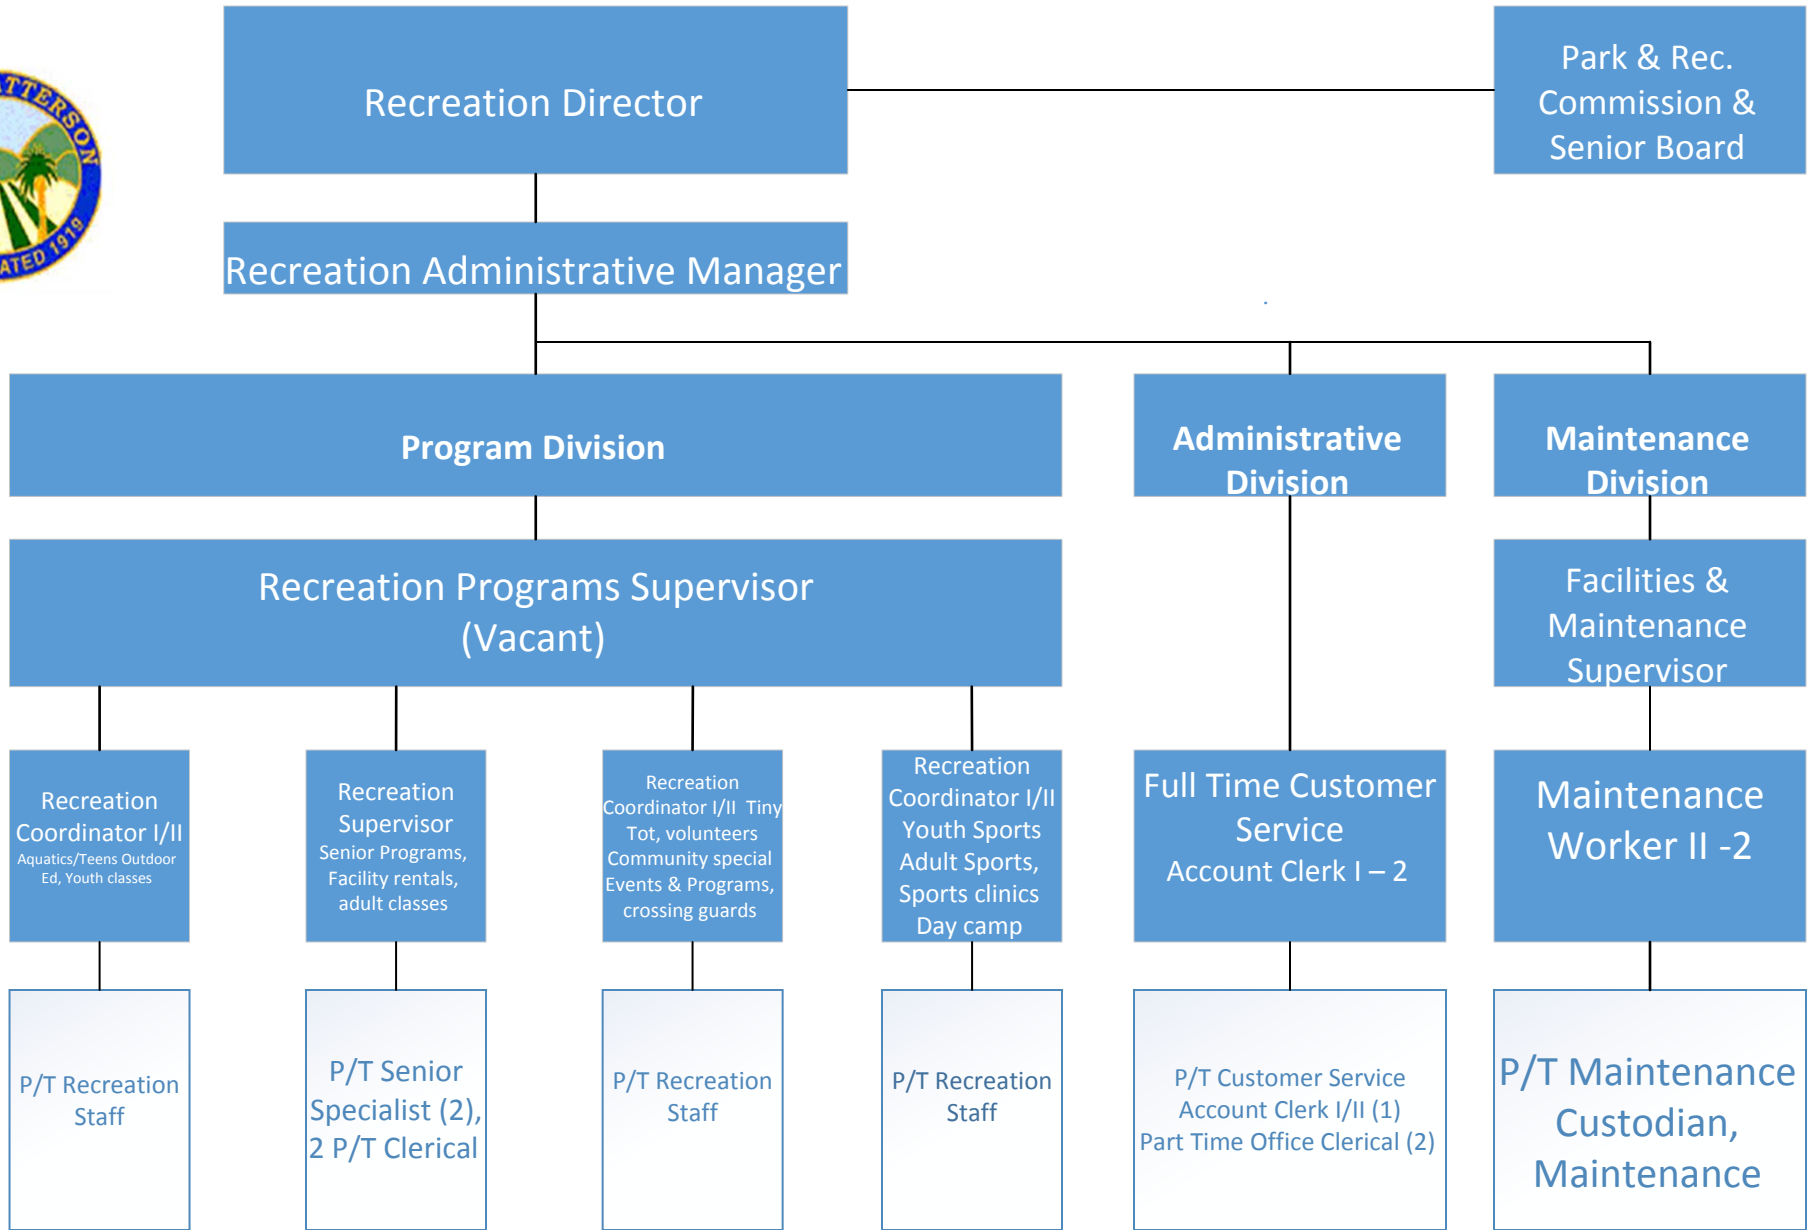 ATTERSON
ATED 1919
Recreation Director
Park & Rec.
Commission &
Senior Board
Recreation Administrative Manager
Program Division
Administrative
Division
Maintenance
Division
Recreation Programs Supervisor
(Vacant)
Facilities &
Maintenance
Supervisor
Recreation
Coordinator I/II
Aquatics/Teens Outdoor
Ed, Youth classes
Recreation
Supervisor
Senior Programs,
Facility rentals,
adult classes
Recreation
Coordinator I/II Tiny
Tot, volunteers
Community special
Events & Programs,
crossing guards
Recreation
Coordinator I/II
Youth Sports
Adult Sports,
Sports clinics
Day camp
Full Time Customer
Service
Account Clerk I – 2
Maintenance
Worker II -2
P/T Recreation
Staff
P/T Senior
Specialist (2),
2 P/T Clerical
P/T Recreation
Staff
P/T Recreation
Staff
P/T Customer Service
Account Clerk I/II (1)
Part Time Office Clerical (2)
P/T Maintenance
Custodian,
Maintenance